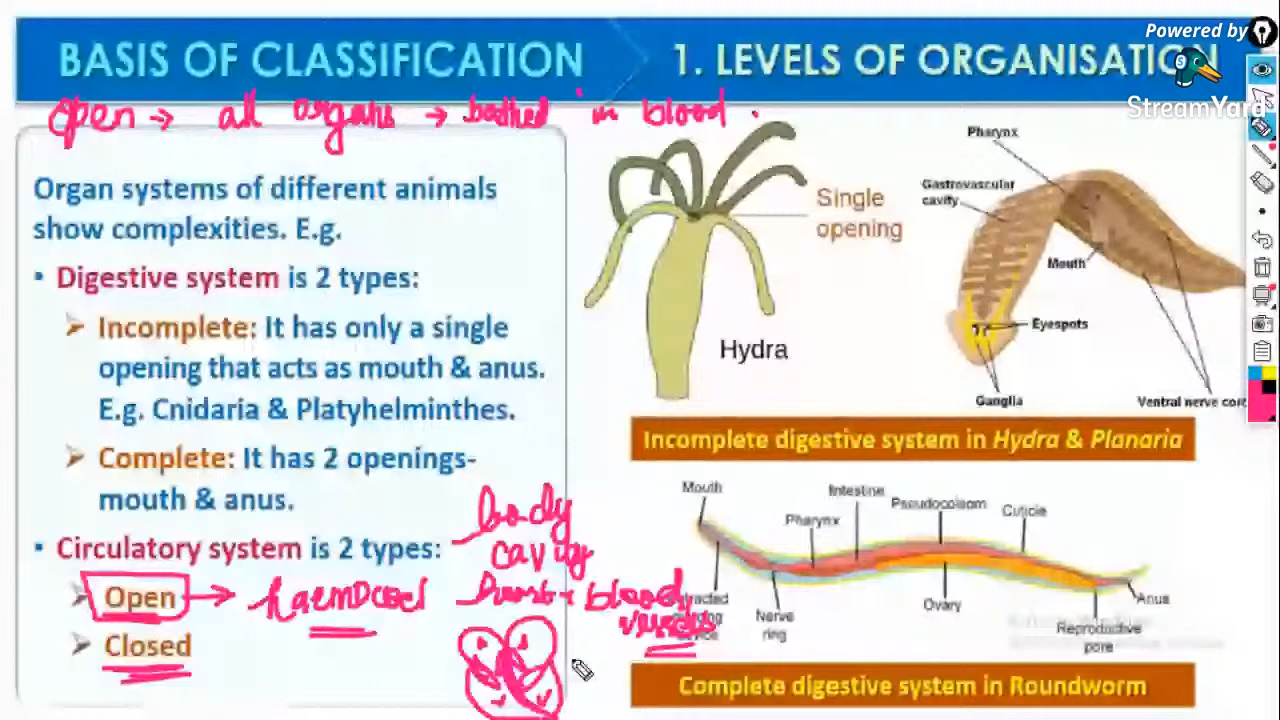 Powered by
StreamYard
BASIS OF CLASSIFICATION
1. LEVELS OF ORGANISATION
open → all organs → bathed in blood.
Organ systems of different animals
show complexities. E.g.
• Digestive system is 2 types:
➤ Incomplete: It has only a single
opening that acts as mouth & anus.
E.g. Cnidaria & Platyhelminthes.
➤ Complete: It has 2 openings-
mouth & anus.
• Circulatory system is 2 types:
➤ Open → haemocoel
➤ Closed
body
cavity
blood
vessels
Single
opening
Hydra
Pharynx
Gastrovascular
cavity
Mouth
Eyespots
Ganglia
Ventral nerve cord
Incomplete digestive system in Hydra & Planaria
Mouth
Pharynx
Intestine
Pseudocoelom
Cuticle
Nerve
ring
Ovary
Anus
Reproductive
pore
Complete digestive system in Roundworm